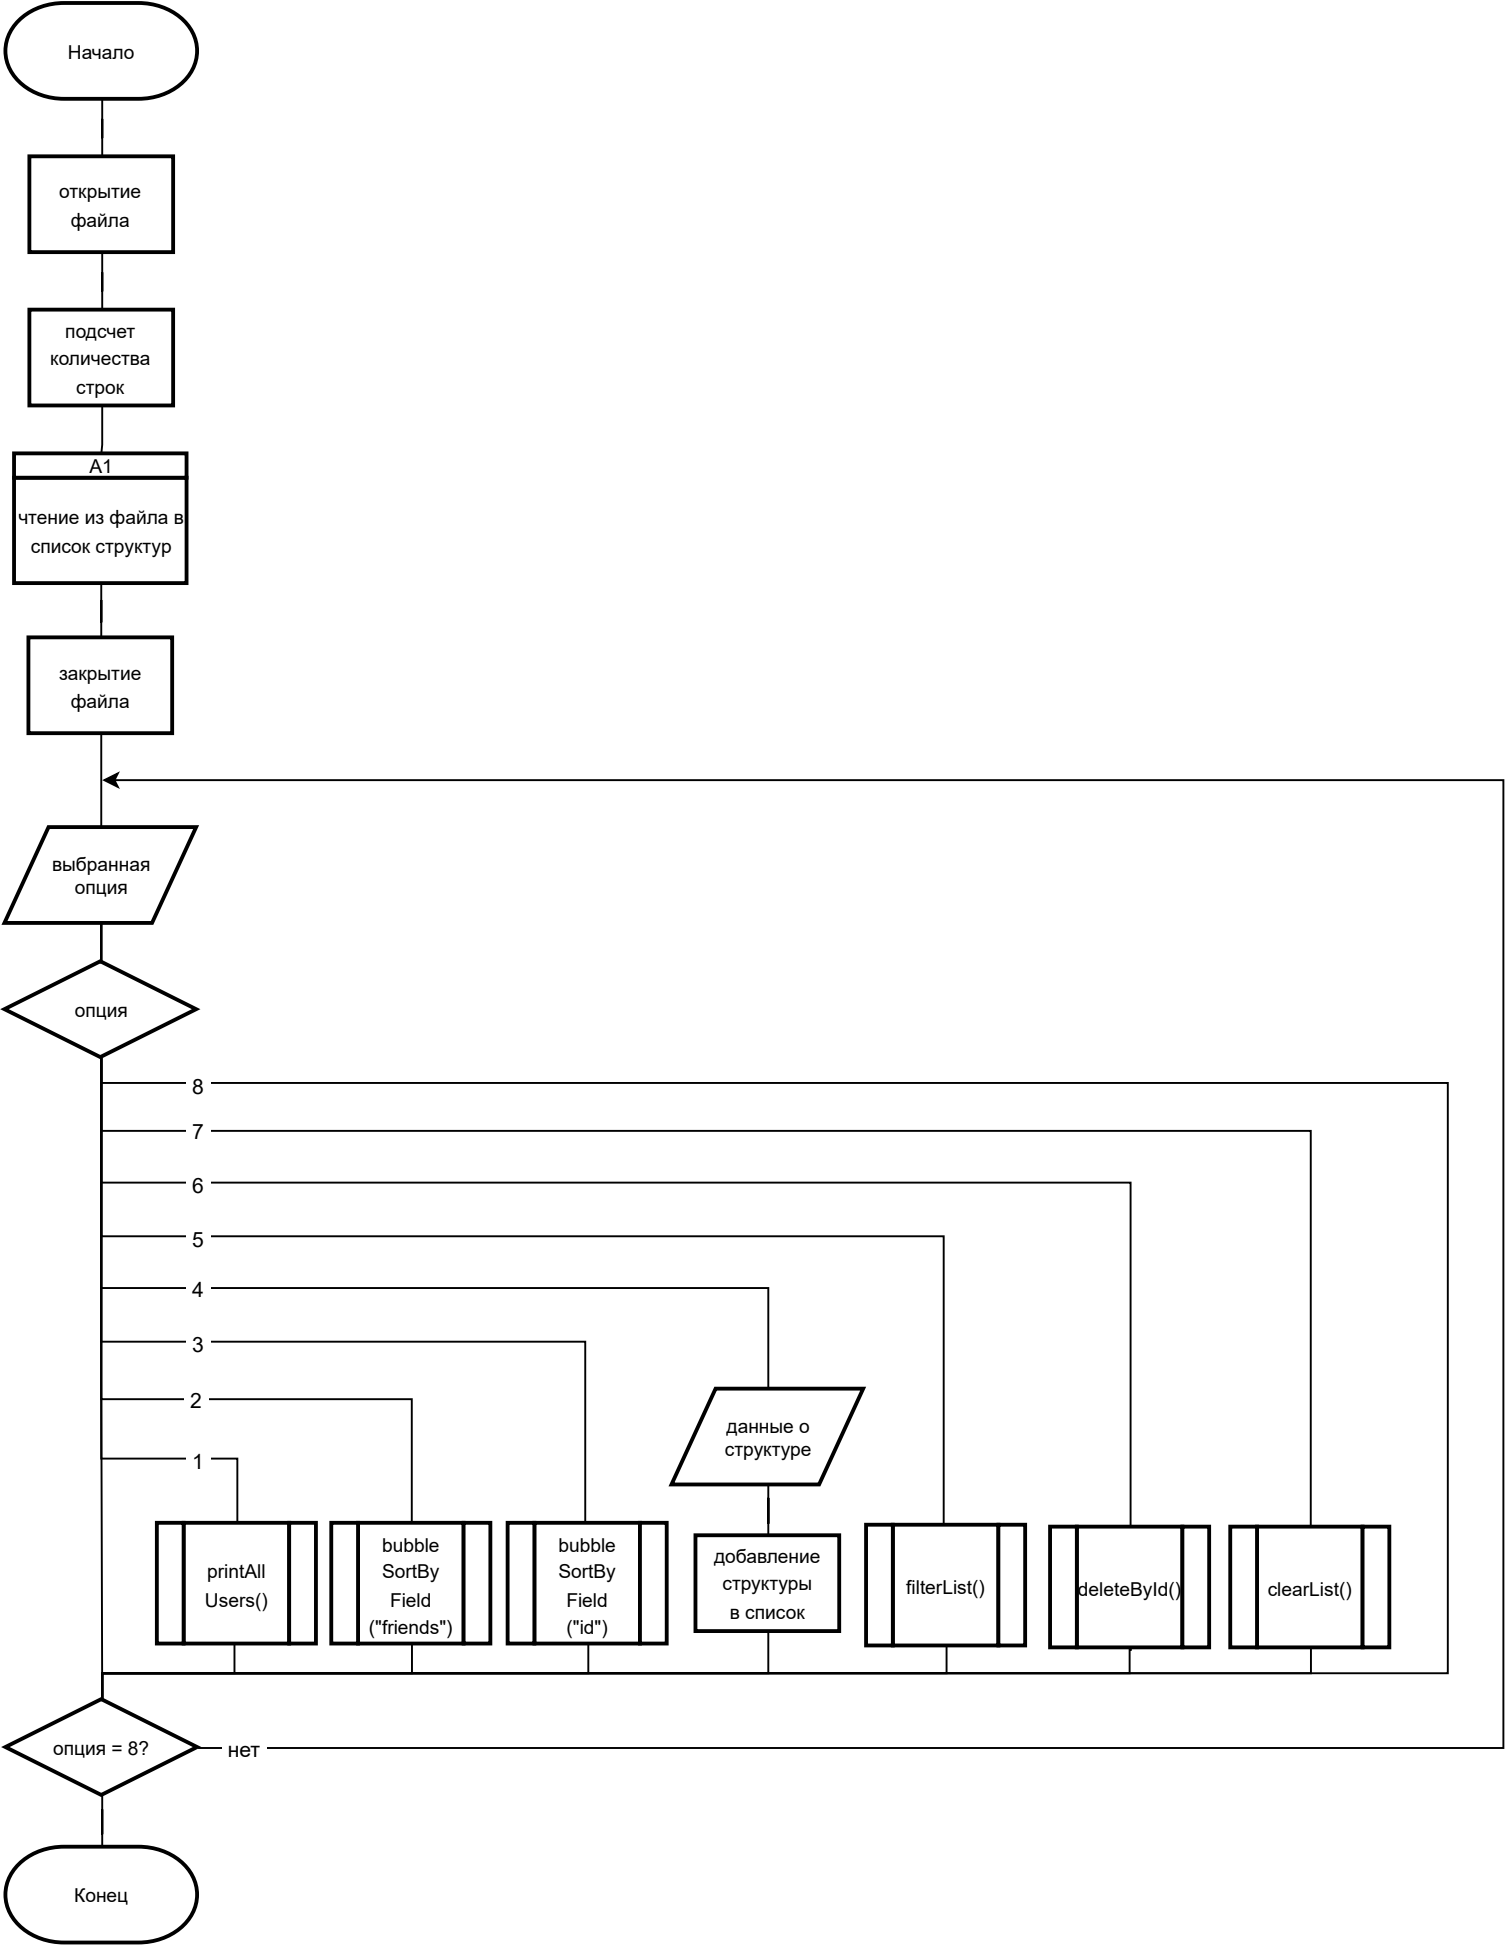 Начало
открытие
файла
подсчет
количества
строк
A1
чтение из файла в
список структур
закрытие
файла
выбранная
опция
опция
8
7
6
5
4
3
2
1
данные о
структуре
printAll
Users()
bubble
SortBy
Field
("friends")
bubble
SortBy
Field
("id")
добавление
структуры
в список
filterList()
deleteById()
clearList()
опция = 8?
нет
Конец